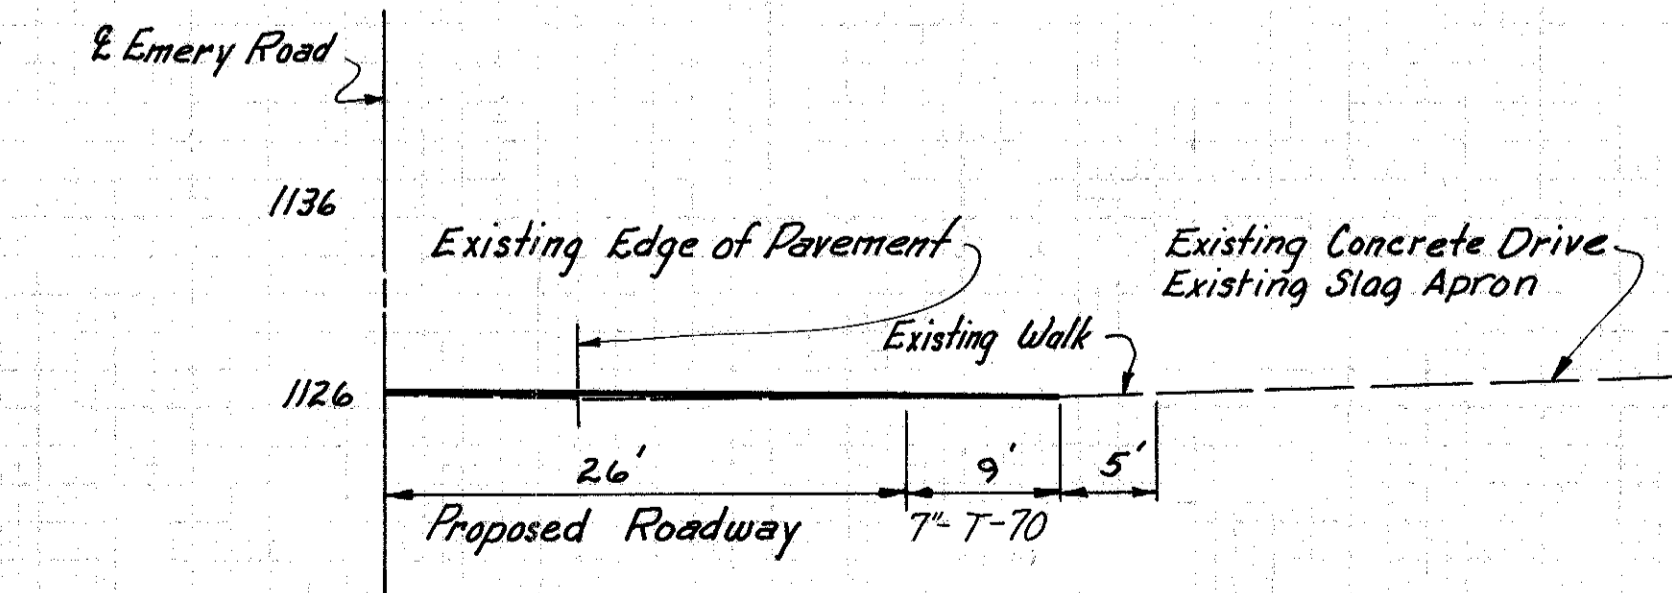 ℄ Emery Road
1136
Existing Edge of Pavement
Existing Concrete Drive
Existing Slag Apron
Existing Walk
1126
26'
9'
5'
Proposed Roadway
7"- T-70